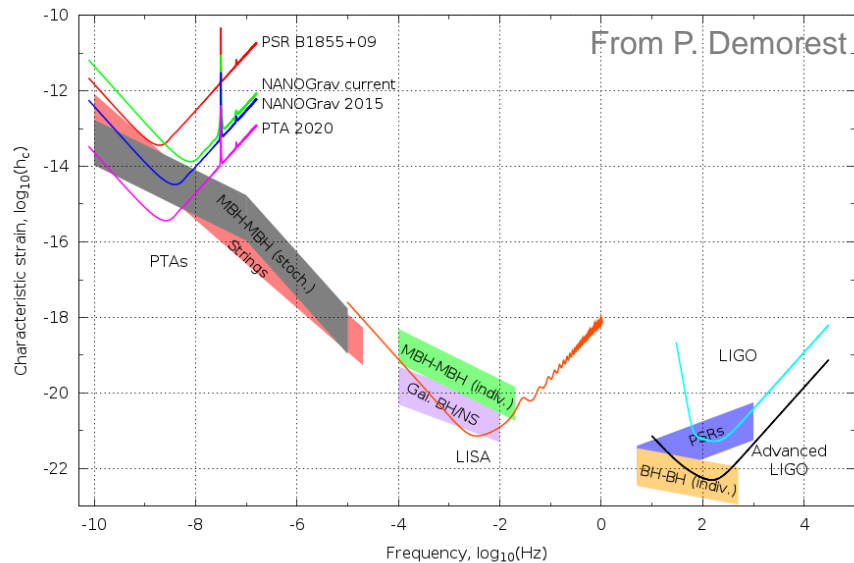 From P. Demorest
-10
-12
-14
-16
-18
-20
-22
Characteristic strain, log10(hc)
PSR B1855+09
NANOGrav current
NANOGrav 2015
PTA 2020
MBH-MBH (stoch.)
Strings
PTAs
MBH-MBH (indiv.)
Gal. BH/NS
LISA
LIGO
PSRs
Advanced
LIGO
BH-BH (indiv.)
-10
-8
-6
-4
-2
0
2
4
Frequency, log10(Hz)